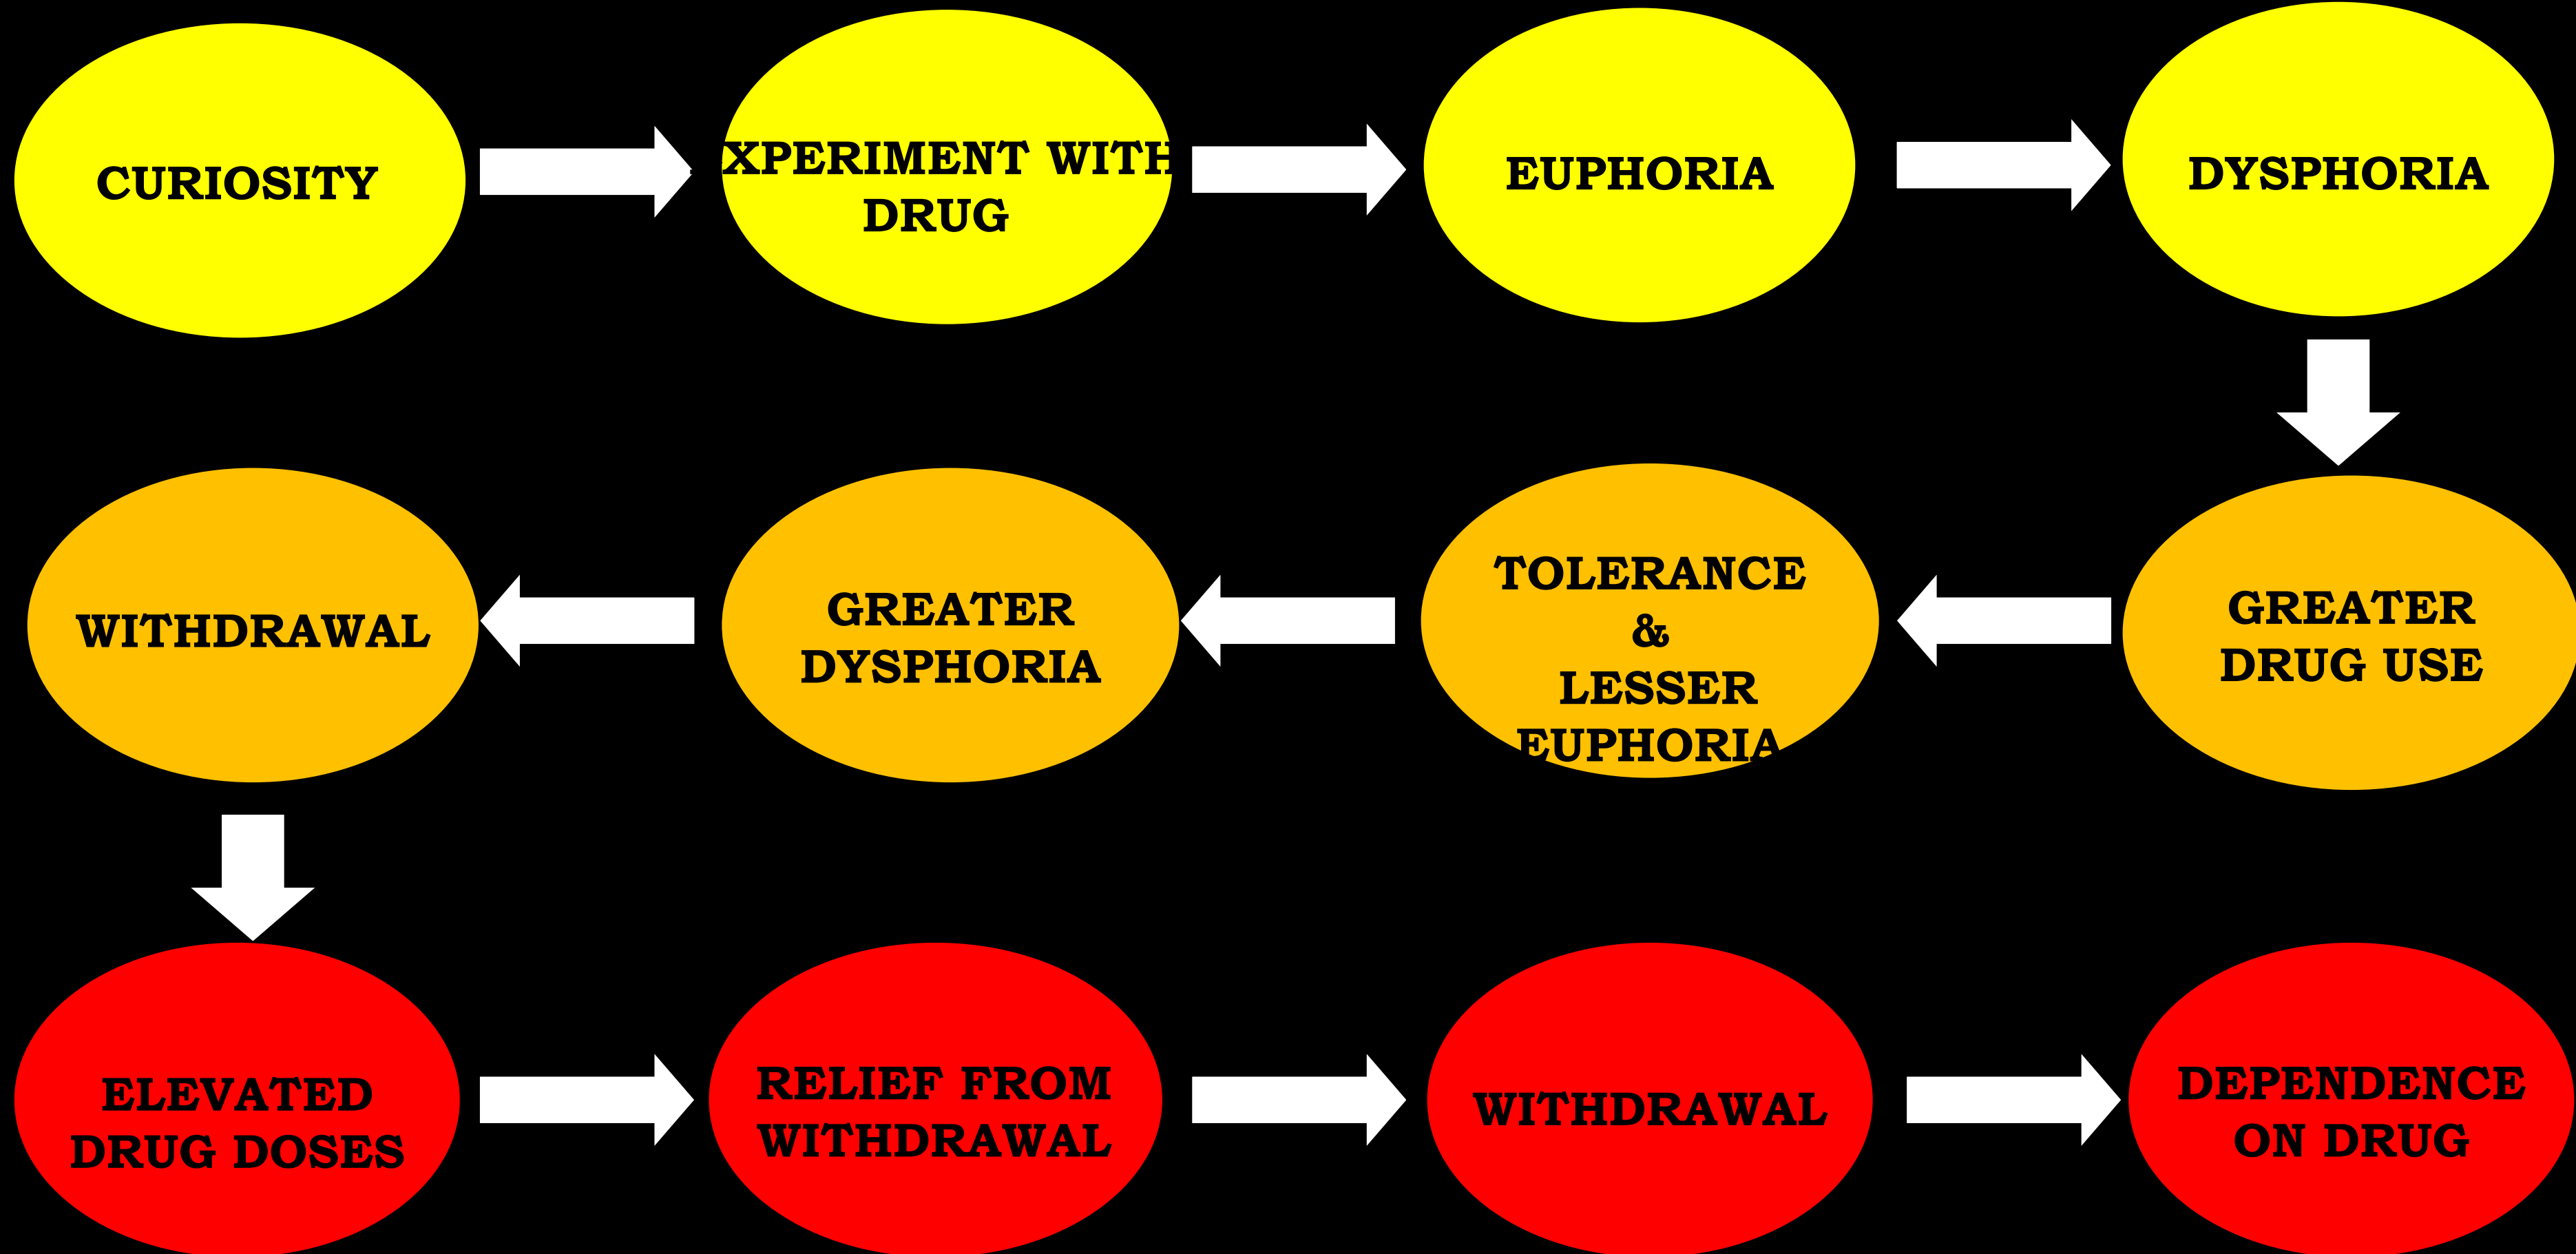 CURIOSITY
XPERIMENT WITH
DRUG
EUPHORIA
DYSPHORIA
GREATER
DRUG USE
TOLERANCE
&
LESSER
EUPHORIA
GREATER
DYSPHORIA
WITHDRAWAL
ELEVATED
DRUG DOSES
RELIEF FROM
WITHDRAWAL
WITHDRAWAL
DEPENDENCE
ON DRUG